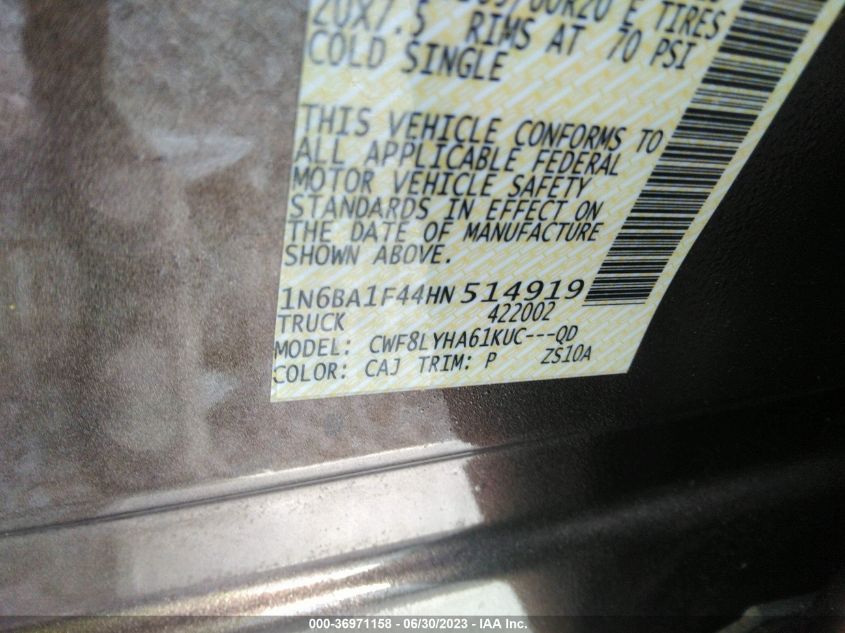 20X7.5 RIMS AT 70 PSI
COLD SINGLE
THIS VEHICLE CONFORMS TO
ALL APPLICABLE FEDERAL
MOTOR VEHICLE SAFETY
STANDARDS IN EFFECT ON
THE DATE OF MANUFACTURE
SHOWN ABOVE.
1N6BA1F44HN 514919
TRUCK 422002
MODEL: CWF8LYHA61KUC---QD
COLOR: CAJ TRIM: P ZS10A
000-36971158 - 06/30/2023 - IAA Inc.